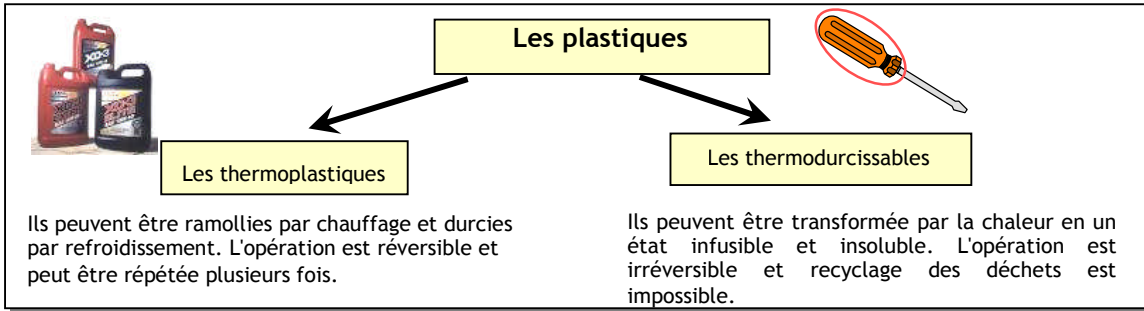 Les plastiques
Les thermoplastiques
Les thermodurcissables
Ils peuvent être ramollies par chauffage et durcies
par refroidissement. L'opération est réversible et
peut être répétée plusieurs fois.
Ils peuvent être transformée par la chaleur en un
état infusible et insoluble. L'opération est
irréversible et recyclage des déchets est
impossible.